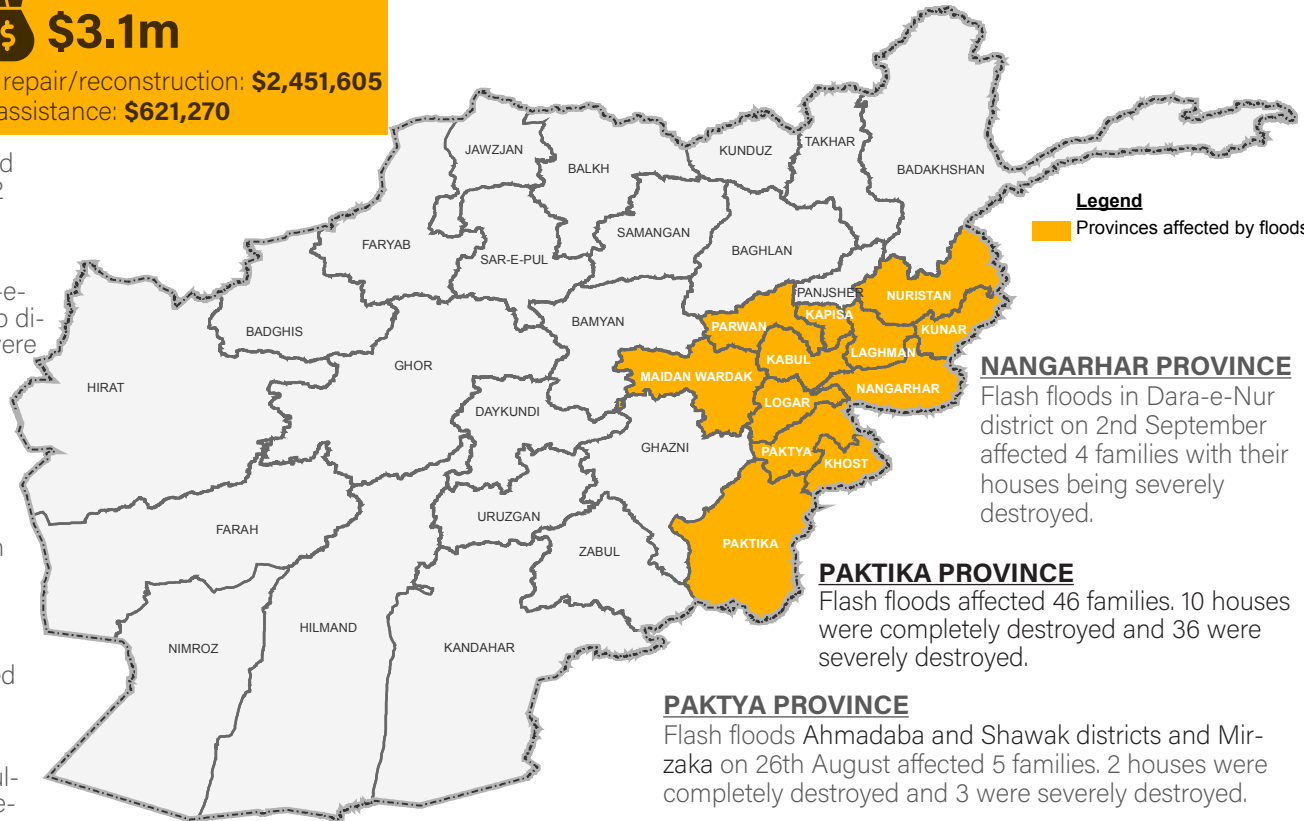 $3.1m
repair/reconstruction: $2,451,605
assistance: $621,270
JAWZJAN
BALKH
KUNDUZ
TAKHAR
BADAKHSHAN
Legend
Provinces affected by floods
FARYAB
SAR-E-PUL
SAMANGAN
BAGHLAN
PANJSHER
NURISTAN
BADGHIS
BAMYAN
PARWAN
KAPISA
KUNAR
HIRAT
GHOR
MAIDAN WARDAK
KABUL
LAGHMAN
NANGARHAR
DAYKUNDI
LOGAR
GHAZNI
PAKTYA
KHOST
URUZGAN
FARAH
ZABUL
PAKTIKA
NIMROZ
HILMAND
KANDAHAR
NANGARHAR PROVINCE
Flash floods in Dara-e-Nur
district on 2nd September
affected 4 families with their
houses being severely
destroyed.
PAKTIKA PROVINCE
Flash floods affected 46 families. 10 houses
were completely destroyed and 36 were
severely destroyed.
PAKTYA PROVINCE
Flash floods Ahmadaba and Shawak districts and Mir-
zaka on 26th August affected 5 families. 2 houses were
completely destroyed and 3 were severely destroyed.